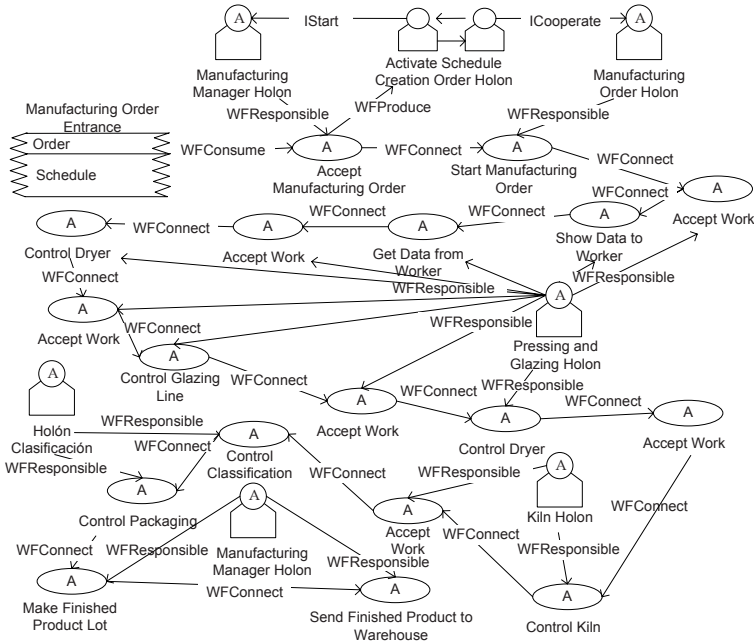 A
IStart
ICooperate
A
Manufacturing
Manager Holon
Activate Schedule
Creation Order Holon
Manufacturing
Order Holon
Manufacturing Order
Entrance
Order
Schedule
WFResponsible
WFProduce
WFResponsible
WFConsume
A
WFConnect
A
WFConnect
Accept
Manufacturing Order
Start Manufacturing
Order
A
Accept Work
WFConnect
A
WFConnect
A
WFConnect
A
WFConnect
A
Control Dryer
Accept Work
Get Data from
Worker
Show Data to
Worker
WFConnect
WFResponsible
WFResponsible
A
Pressing and
Glazing Holon
A
Accept Work
WFConnect
WFResponsible
A
Control Glazing
Line
WFConnect
WFResponsible
A
Holón
Clasificación
A
Accept Work
WFConnect
A
Control Dryer
WFConnect
A
Accept Work
WFResponsible
WFConnect
A
Control
Classification
WFResponsible
A
Control Packaging
WFConnect
WFResponsible
A
Kiln Holon
WFConnect
A
Manufacturing
Manager Holon
A
Accept
Work
WFConnect
WFResponsible
WFConnect
WFResponsible
WFResponsible
A
Make Finished
Product Lot
WFConnect
A
Send Finished Product to
Warehouse
A
Control Kiln